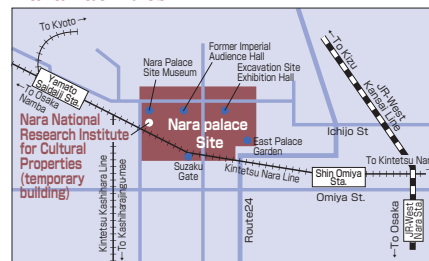 To Kyoto
Yamato
Saidaiji Sta.
To Osaka
Namba
Nara Palace
Site Museum
Former Imperial
Audience Hall
Excavation Site
Exhibition Hall
To Kizu
JR-West
Kansai Line
Nara National
Research Institute
for Cultural
Properties
(temporary
building)
Nara palace
Site
Ichijo St
East Palace
Garden
To Kintetsu Nar
Suzaku
Gate
Kintetsu Nara Line
Shin Omiya
Sta.
Omiya St.
Kintetsu Kashihara Line
To Kashiharajingu-mae
Route24
To Osaka
JR-West
Nara Sta